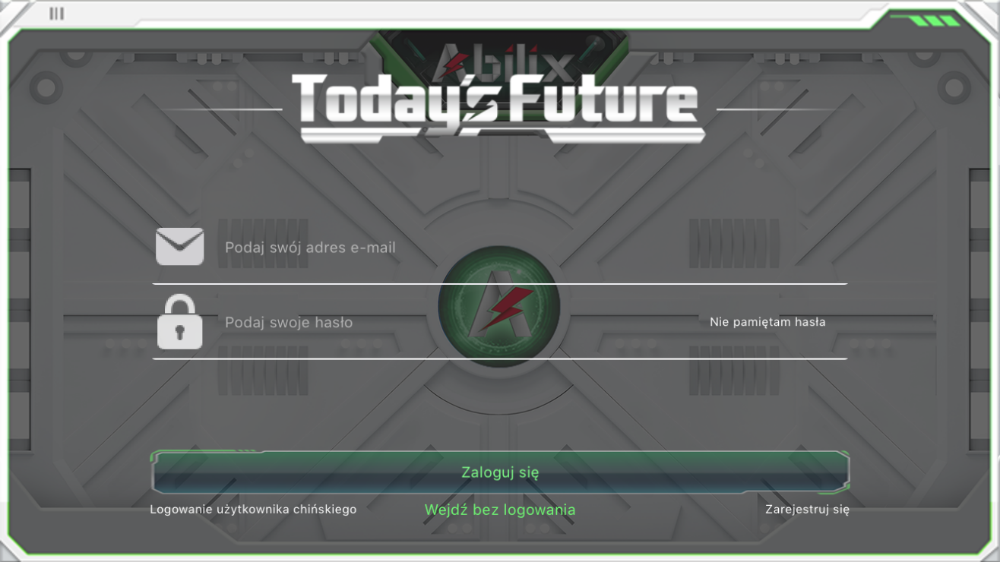 Abilix
Today's Future
Podaj swój adres e-mail
Podaj swoje hasło
Nie pamiętam hasła
Zaloguj się
Logowanie użytkownika chińskiego
Wejdź bez logowania
Zarejestruj się